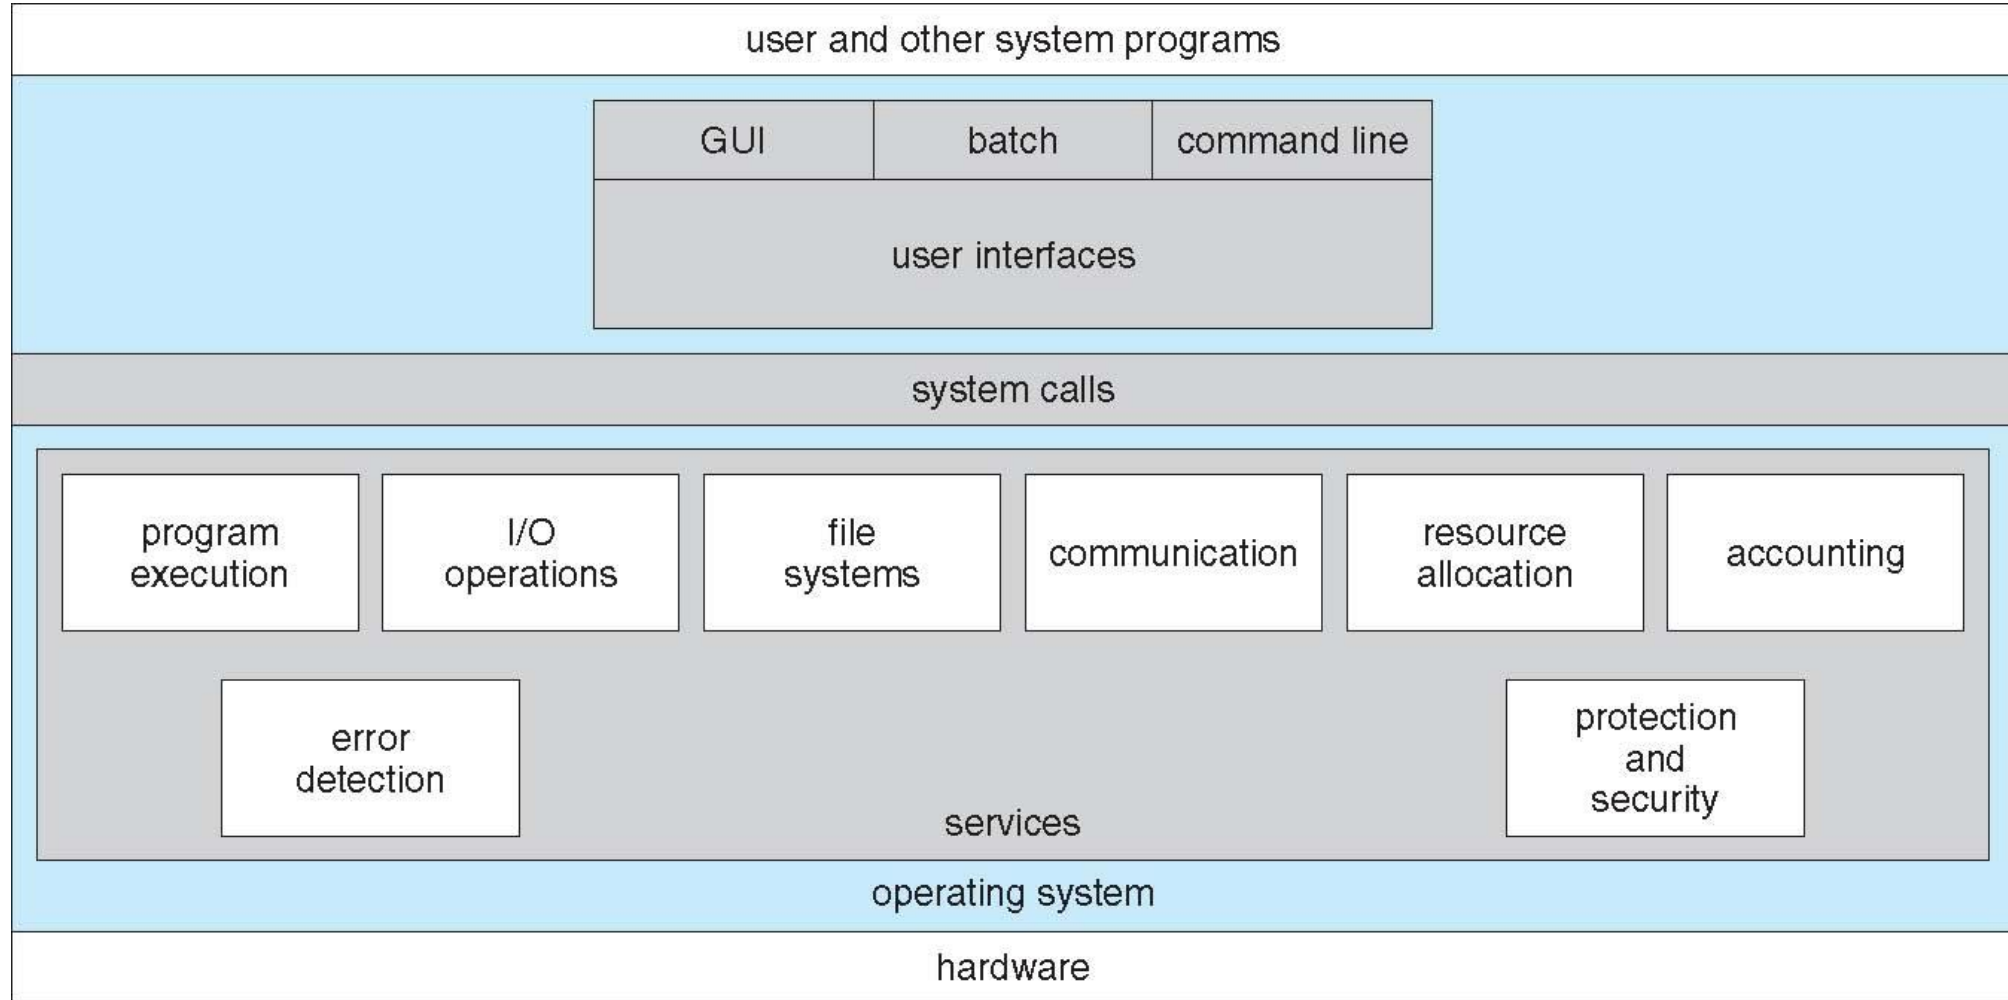 user and other system programs
GUI
batch
command line
user interfaces
system calls
program
execution
I/O
operations
file
systems
communication
resource
allocation
accounting
error
detection
protection
and
security
services
operating system
hardware